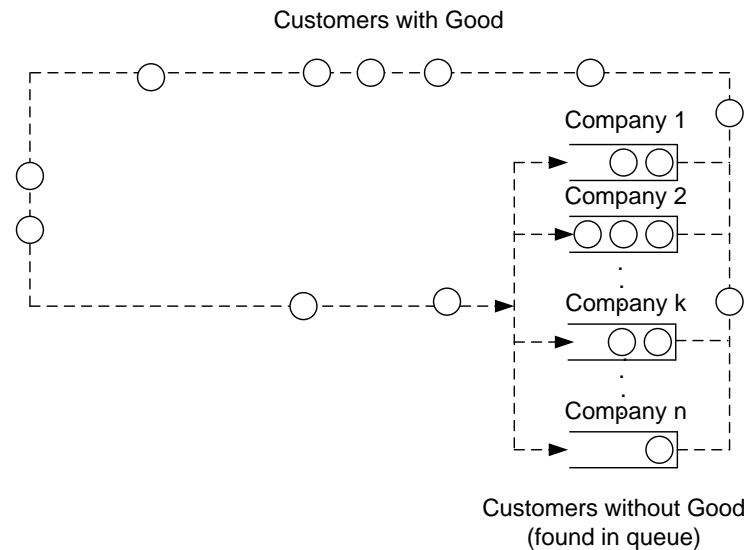 Customers with Good
Company 1
Company 2
Company k
Company n
Customers without Good
(found in queue)